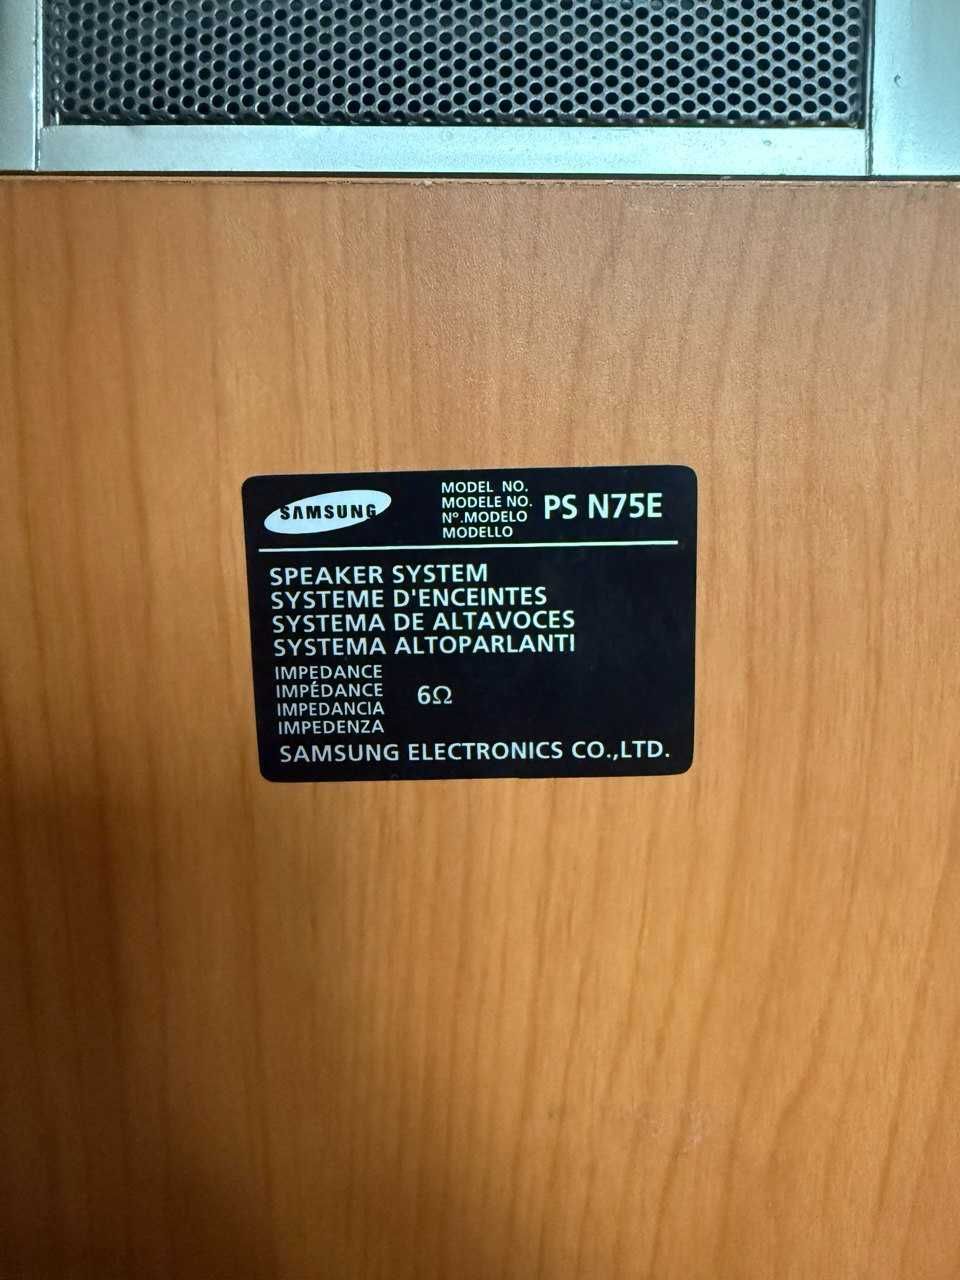 SAMSUNG
MODEL NO.
MODELE NO.
Nº.MODELO
MODELLO
PS N75E
SPEAKER SYSTEM
SYSTEME D'ENCEINTES
SYSTEMA DE ALTAVOCES
SYSTEMA ALTOPARLANTI
IMPEDANCE
IMPÉDANCE
IMPEDANCIA
IMPEDENZA
6Ω
SAMSUNG ELECTRONICS CO.,LTD.